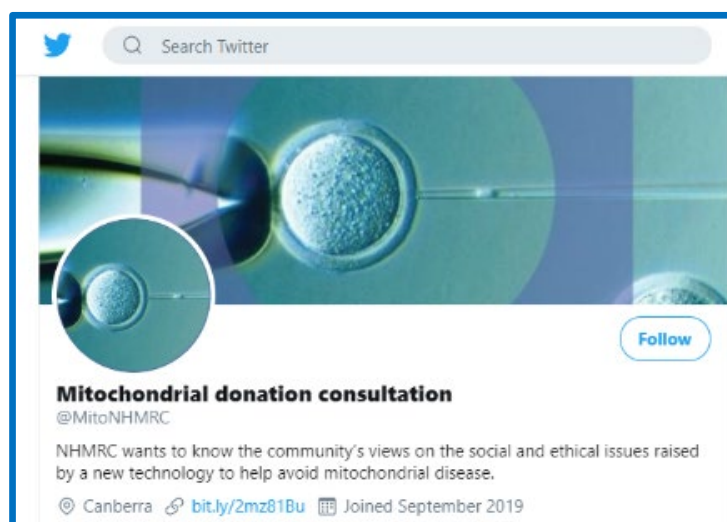 Search Twitter
Follow
Mitochondrial donation consultation
@MitoNHMRC
NHMRC wants to know the community's views on the social and ethical issues raised
by a new technology to help avoid mitochondrial disease.
Canberra bit.ly/2mz81Bu Joined September 2019